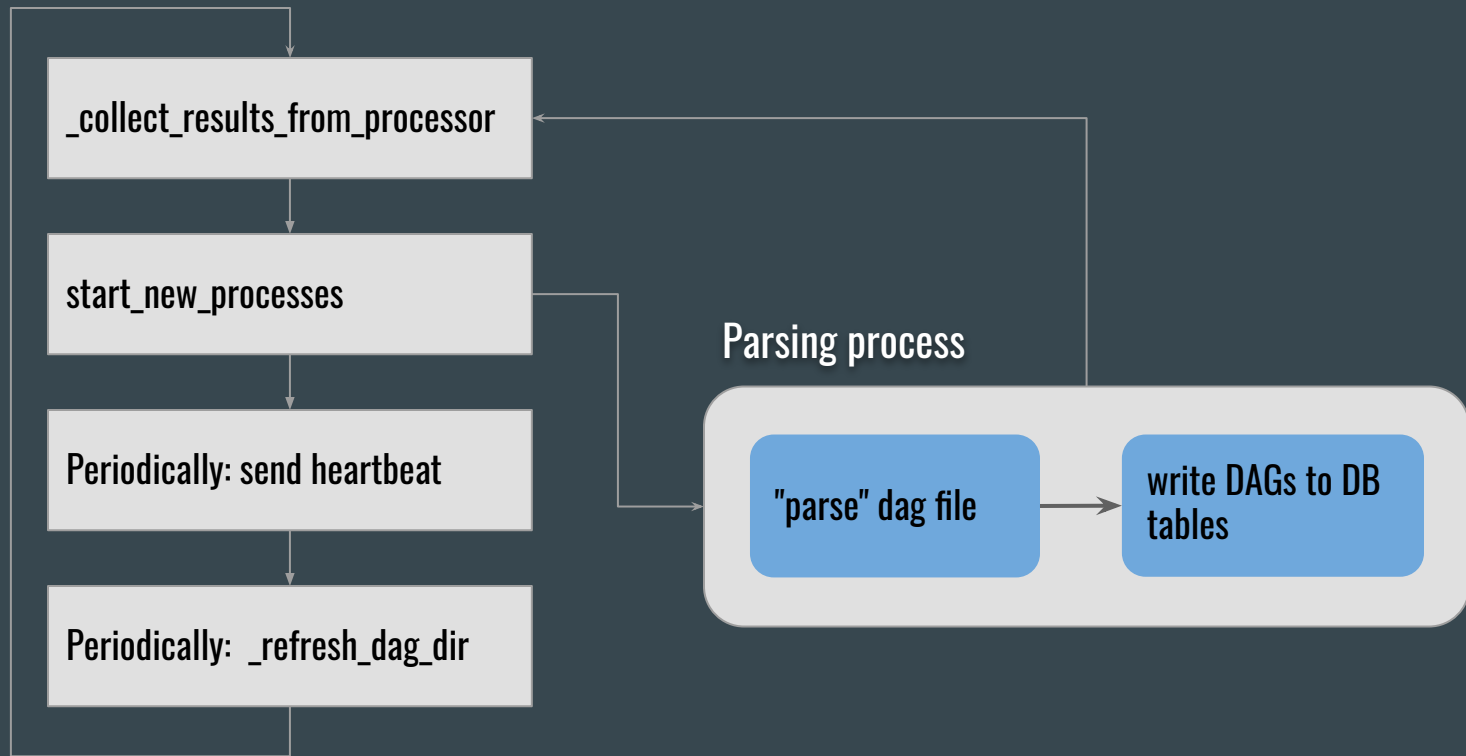 _collect_results_from_processor
start_new_processes
Periodically: send heartbeat
Periodically:  _refresh_dag_dir
Parsing process
"parse" dag file
write DAGs to DB
tables